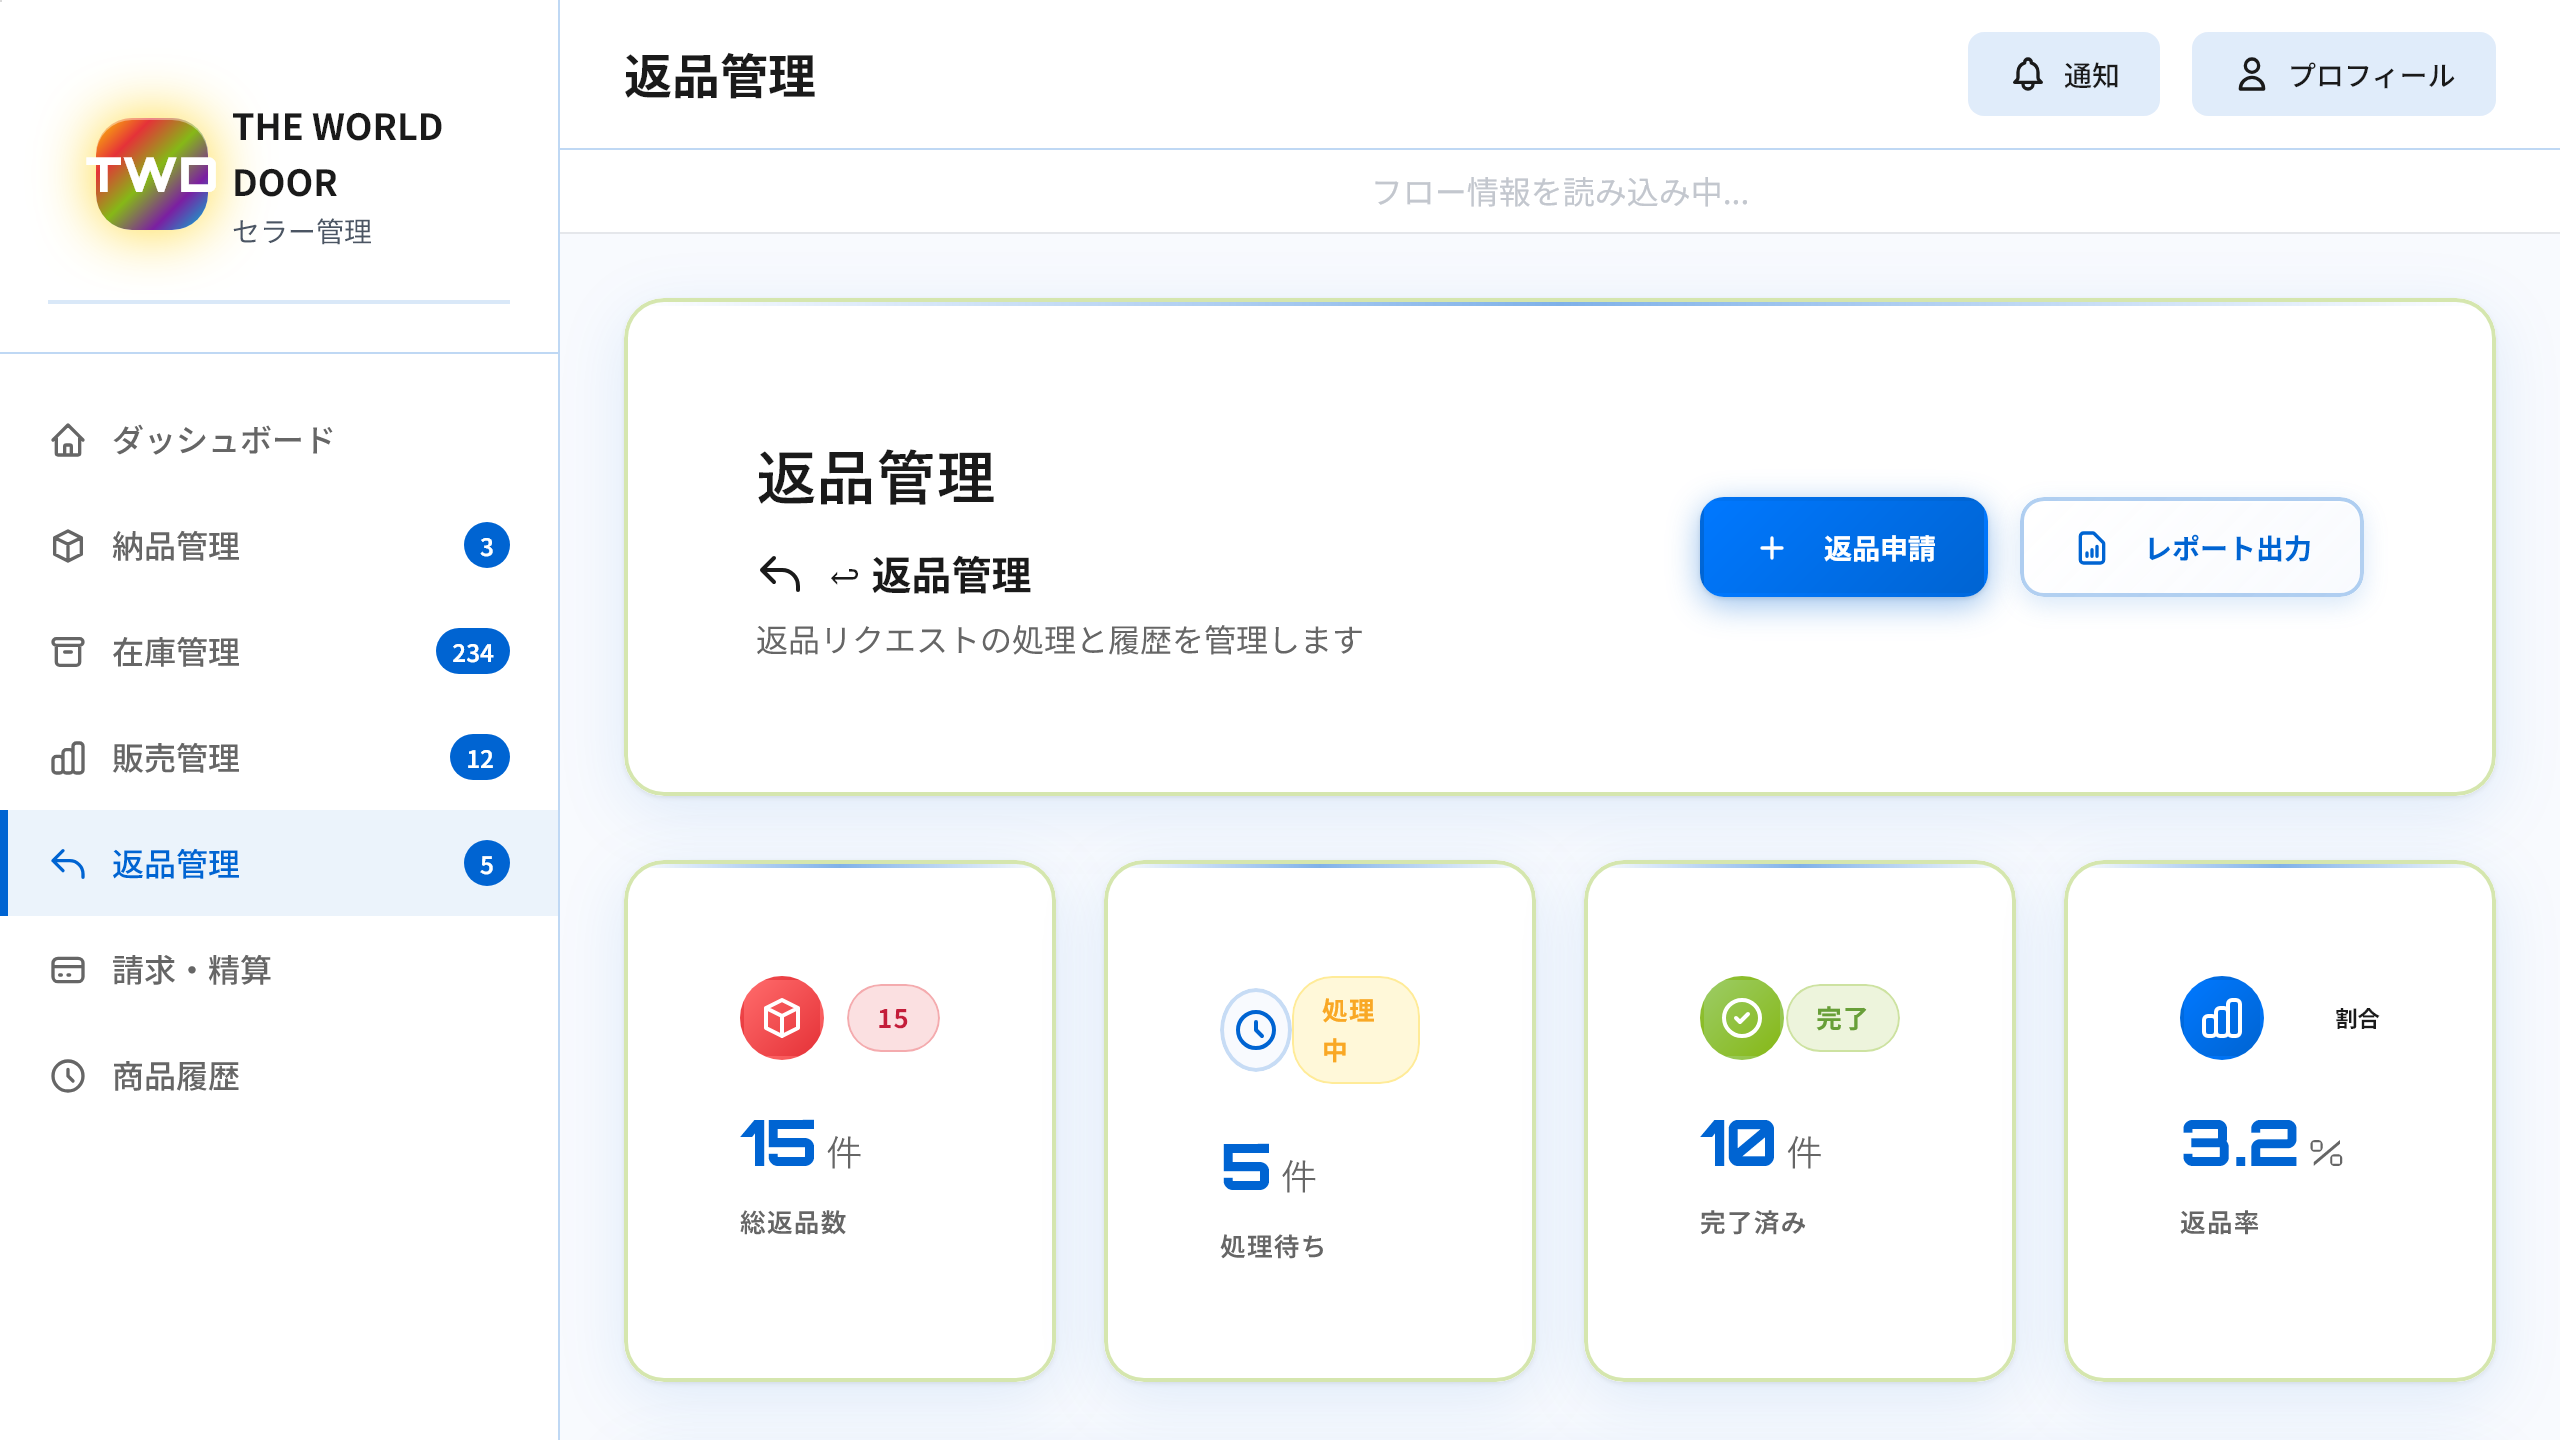 TWD
THE WORLD
DOOR
セラー管理
ダッシュボード
納品管理
3
在庫管理
234
販売管理
12
返品管理
5
請求・精算
商品履歴
返品管理
通知
プロフィール
フロー情報を読み込み中...
返品管理
↩ 返品管理
返品リクエストの処理と履歴を管理します
返品申請
レポート出力
15
15 件
総返品数
処理
中
5 件
処理待ち
完了
10 件
完了済み
割合
3.2 %
返品率